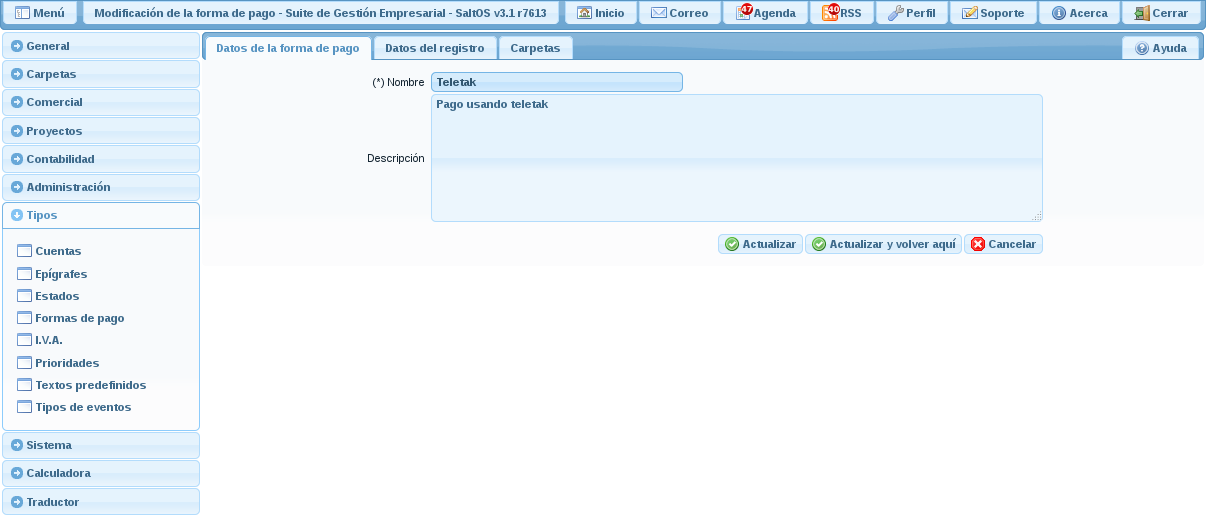 Menú Modificación de la forma de pago - Suite de Gestión Empresarial - SaltOS v3.1 r7613 Inicio Correo 47 Agenda 40 RSS Perfil Soporte Acerca Cerrar
General
Carpetas
Comercial
Proyectos
Contabilidad
Administración
Tipos
Cuentas
Epígrafes
Estados
Formas de pago
I.V.A.
Prioridades
Textos predefinidos
Tipos de eventos
Sistema
Calculadora
Traductor
Datos de la forma de pago Datos del registro Carpetas Ayuda
(*) Nombre Teletak
Descripción Pago usando teletak
Actualizar Actualizar y volver aquí Cancelar